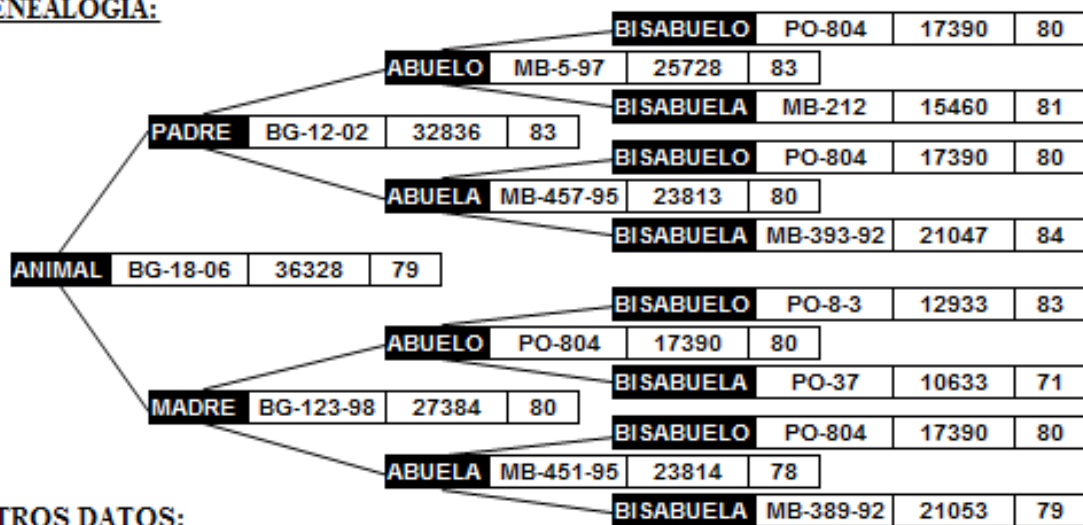 ENEALOGÍA:
BISABUELO PO-804 17390 80
ABUELO MB-5-97 25728 83
BISABUELA MB-212 15460 81
PADRE BG-12-02 32836 83
BISABUELO PO-804 17390 80
ABUELA MB-457-95 23813 80
BISABUELA MB-393-92 21047 84
ANIMAL BG-18-06 36328 79
BISABUELO PO-8-3 12933 83
ABUELO PO-804 17390 80
BISABUELA PO-37 10633 71
MADRE BG-123-98 27384 80
BISABUELO PO-804 17390 80
ABUELA MB-451-95 23814 78
BISABUELA MB-389-92 21053 79
TROS DATOS: